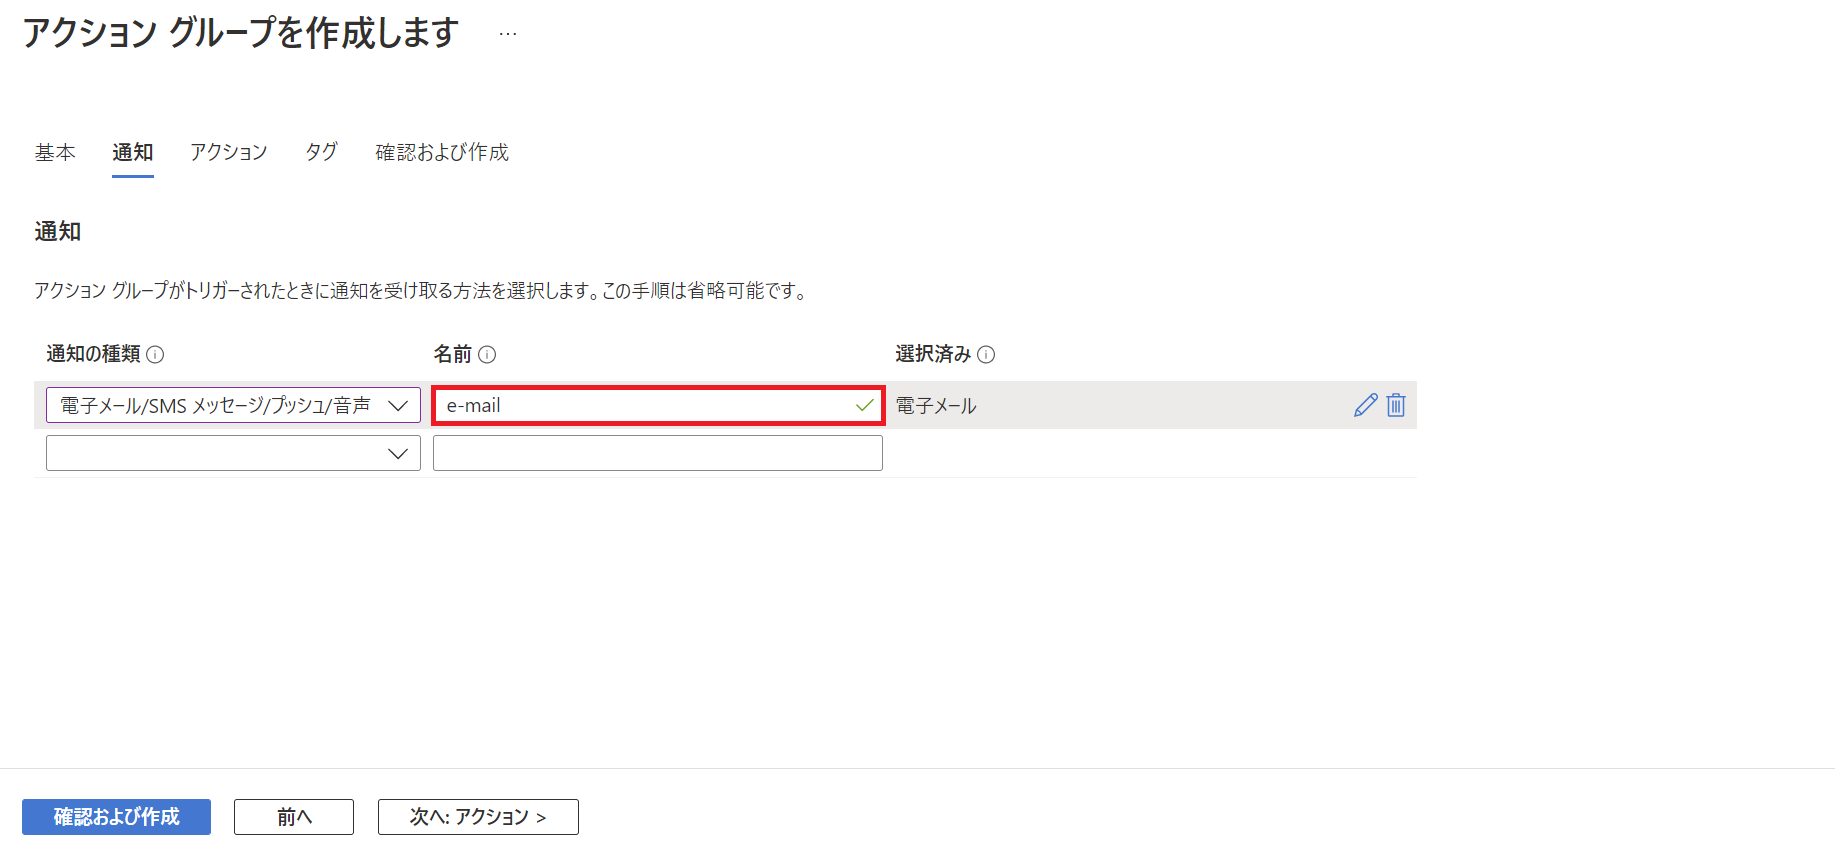 アクション グループを作成します ...
基本 通知 アクション タグ 確認および作成
通知
アクション グループがトリガーされたときに通知を受け取る方法を選択します。この手順は省略可能です。
通知の種類 名前 選択済み
電子メール/SMS メッセージ/プッシュ/音声 e-mail 電子メール
確認および作成 前へ 次へ: アクション >